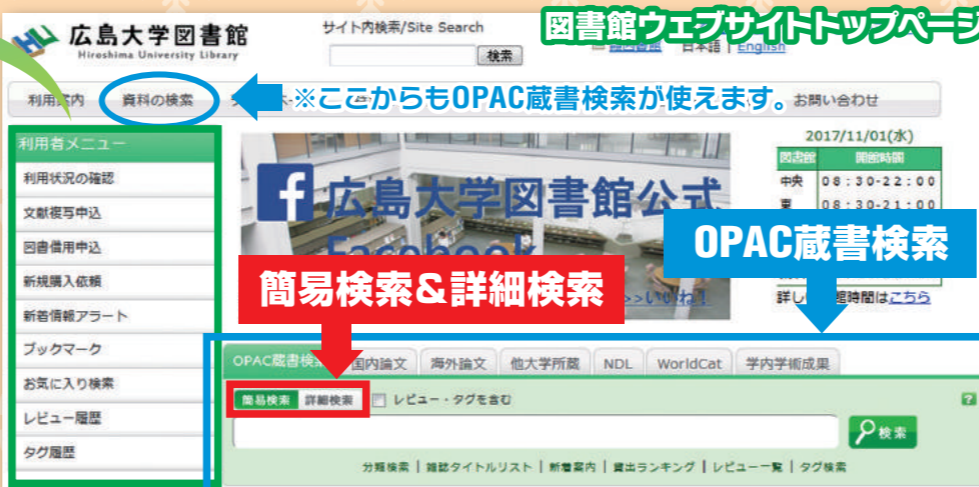 図書館ウェブサイトトップページ
広島大学図書館
Hiroshima University Library
サイト内検索/Site Search
検索
日本語 | English
利用案内
資料の検索
※ここからもOPAC蔵書検索が使えます。
お問い合わせ
利用者メニュー
利用状況の確認
文献複写申込
図書借用申込
新規購入依頼
新着情報アラート
ブックマーク
お気に入り検索
レビュー履歴
タグ履歴
f 広島大学図書館公式
Facebook
>>いいね!
2017/11/01(水)
図書館 開館時間
中央 08:30-22:00
東 08:30-21:00
OPAC蔵書検索
簡易検索&詳細検索
こちら
OPAC蔵書検索 国内論文 海外論文 他大学所蔵 NDL WorldCat 学内学術成果
簡易検索 詳細検索 レビュー・タグを含む
?
検索
分類検索 | 雑誌タイトルリスト | 新着案内 | 貸出ランキング | レビュー一覧 | タグ検索